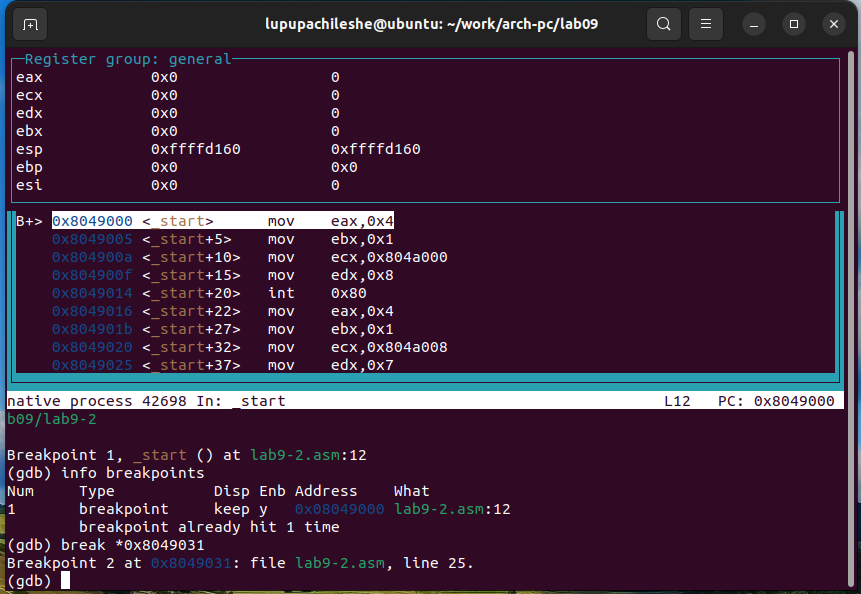 lupupachileshe@ubuntu: ~/work/arch-pc/lab09
Register group: general
eax 0x0 0
ecx 0x0 0
edx 0x0 0
ebx 0x0 0
esp 0xffffd160 0xffffd160
ebp 0x0 0x0
esi 0x0 0
B+> 0x8049000 <_start> mov eax,0x4
0x8049005 <_start+5> mov ebx,0x1
0x804900a <_start+10> mov ecx,0x804a000
0x804900f <_start+15> mov edx,0x8
0x8049014 <_start+20> int 0x80
0x8049016 <_start+22> mov eax,0x4
0x804901b <_start+27> mov ebx,0x1
0x8049020 <_start+32> mov ecx,0x804a008
0x8049025 <_start+37> mov edx,0x7
native process 42698 In: _start L12 PC: 0x8049000
b09/lab9-2
Breakpoint 1, _start () at lab9-2.asm:12
(gdb) info breakpoints
Num Type Disp Enb Address What
1 breakpoint keep y 0x08049000 lab9-2.asm:12
breakpoint already hit 1 time
(gdb) break *0x8049031
Breakpoint 2 at 0x8049031: file lab9-2.asm, line 25.
(gdb)